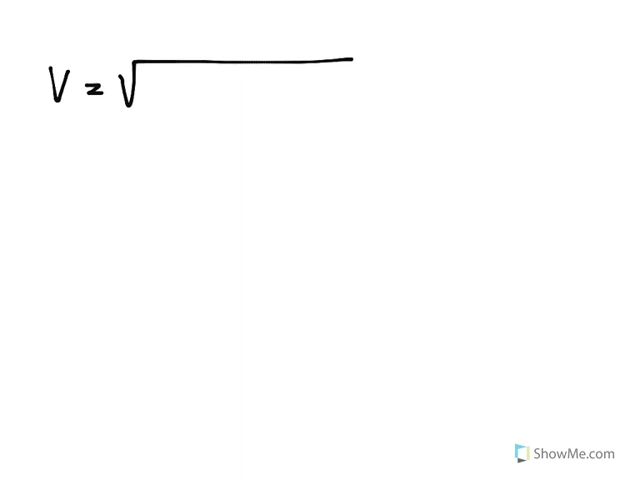 V = √
ShowMe.com